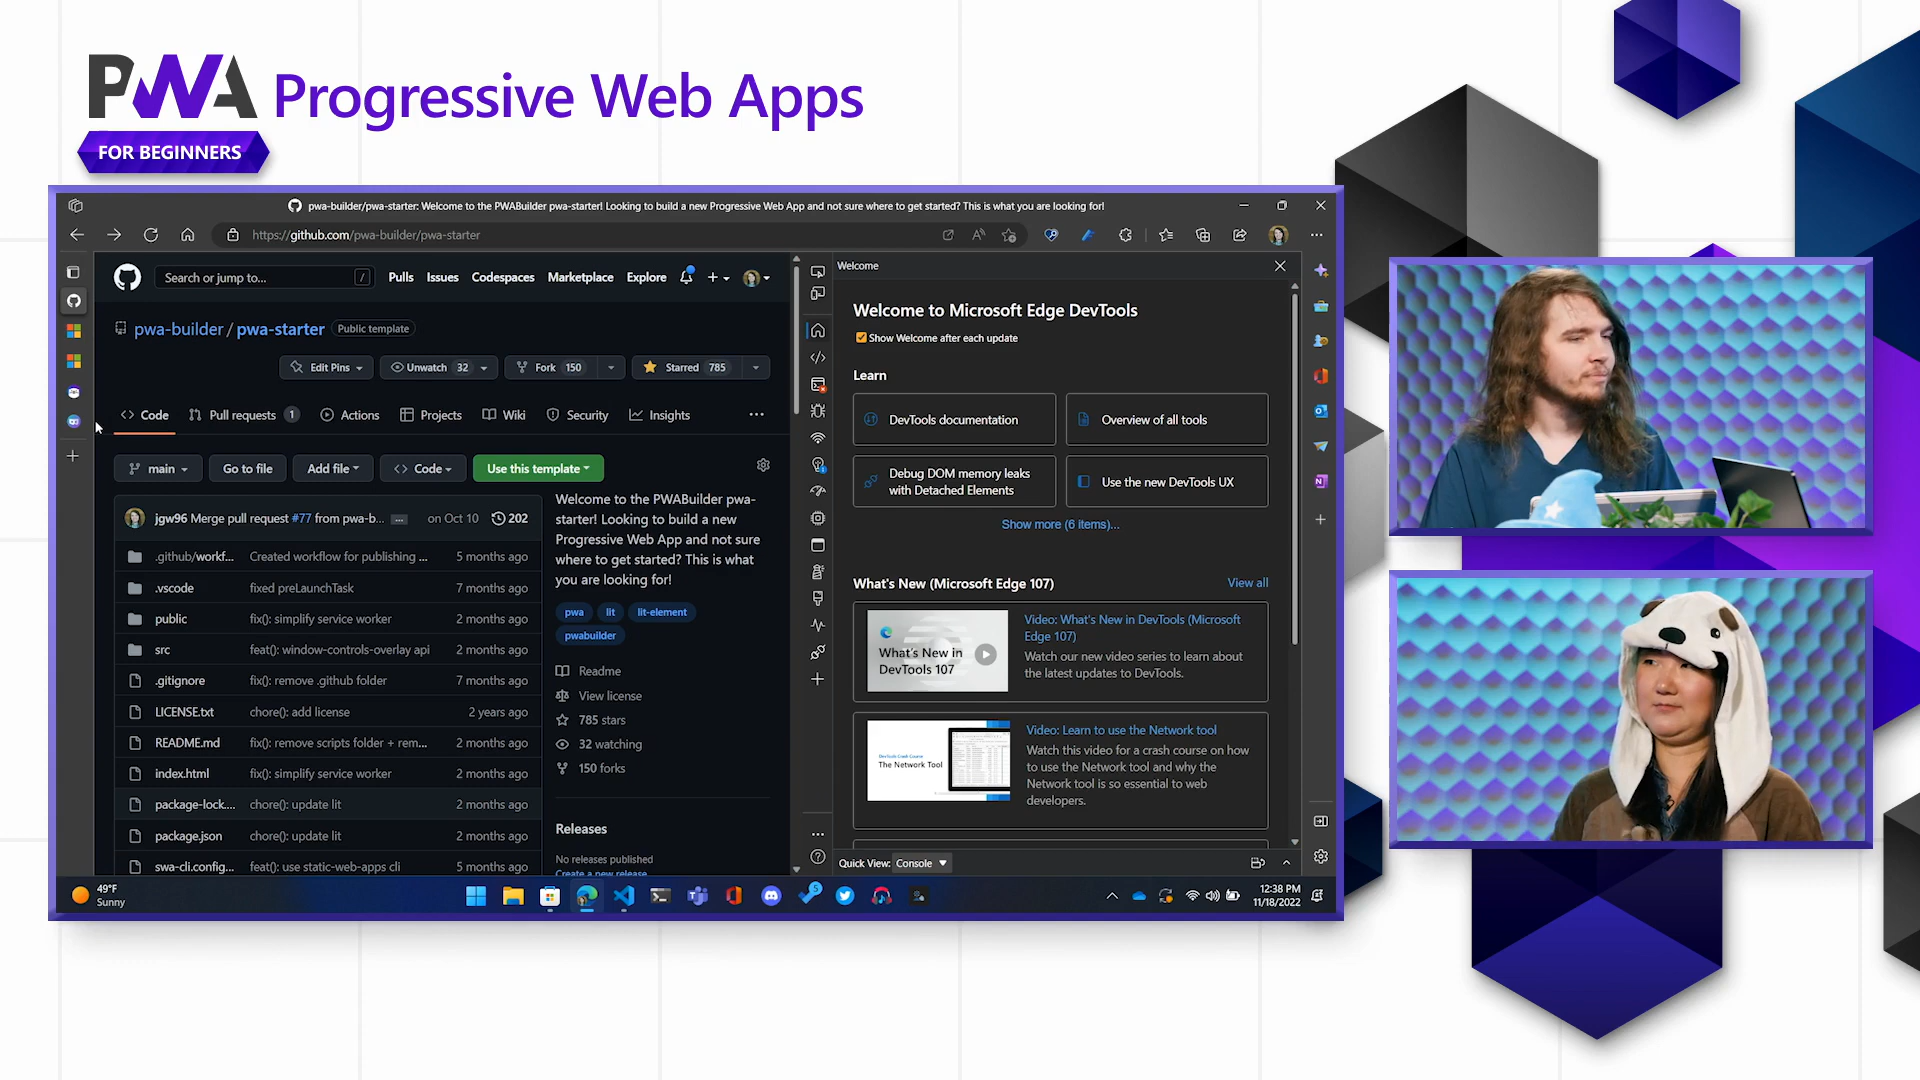 PWA Progressive Web Apps
FOR BEGINNERS
pwa-builder/pwa-starter: Welcome to the PWABuilder pwa-starter! Looking to build a new Progressive Web App and not sure where to get started? This is what you are looking for!
https://github.com/pwa-builder/pwa-starter
Search or jump to... /
Pulls Issues Codespaces Marketplace Explore
pwa-builder / pwa-starter Public template
Edit Pins Unwatch 32 Fork 150 Starred 785
Code Pull requests 1 Actions Projects Wiki Security Insights
main Go to file Add file Code Use this template
jgw96 Merge pull request #77 from pwa-b... ... on Oct 10 202
.github/workf... Created workflow for publishing ... 5 months ago
.vscode fixed preLaunchTask 7 months ago
public fix(): simplify service worker 2 months ago
src feat(): window-controls-overlay api 2 months ago
.gitignore fix(): remove .github folder 7 months ago
LICENSE.txt chore(): add license 2 years ago
README.md fix(): remove scripts folder + rem... 2 months ago
index.html fix(): simplify service worker 2 months ago
package-lock.... chore(): update lit 2 months ago
package.json chore(): update lit 2 months ago
swa-cli.config... feat(): use static-web-apps cli 5 months ago
Welcome to the PWABuilder pwa-
starter! Looking to build a new
Progressive Web App and not sure
where to get started? This is what
you are looking for!
pwa lit lit-element
pwabuilder
Readme
View license
785 stars
32 watching
150 forks
Releases
No releases published
Create a new release
Welcome
Welcome to Microsoft Edge DevTools
Show Welcome after each update
Learn
DevTools documentation
Overview of all tools
Debug DOM memory leaks
with Detached Elements
Use the new DevTools UX
Show more (6 items)...
What's New (Microsoft Edge 107) View all
What's New in
DevTools 107
Video: What's New in DevTools (Microsoft
Edge 107)
Watch our new video series to learn about
the latest updates to DevTools.
DevTools Crash Course
The Network Tool
Video: Learn to use the Network tool
Watch this video for a crash course on how
to use the Network tool and why the
Network tool is so essential to web
developers.
Quick View: Console
49°F
Sunny
5
12:38 PM
11/18/2022